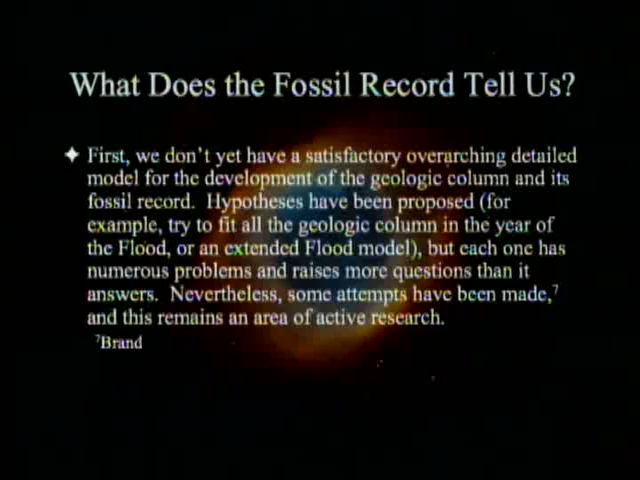 What Does the Fossil Record Tell Us?
✦ First, we don't yet have a satisfactory overarching detailed
model for the development of the geologic column and its
fossil record.  Hypotheses have been proposed (for
example, try to fit all the geologic column in the year of
the Flood, or an extended Flood model), but each one has
numerous problems and raises more questions than it
answers.  Nevertheless, some attempts have been made,⁷
and this remains an area of active research.
⁷Brand